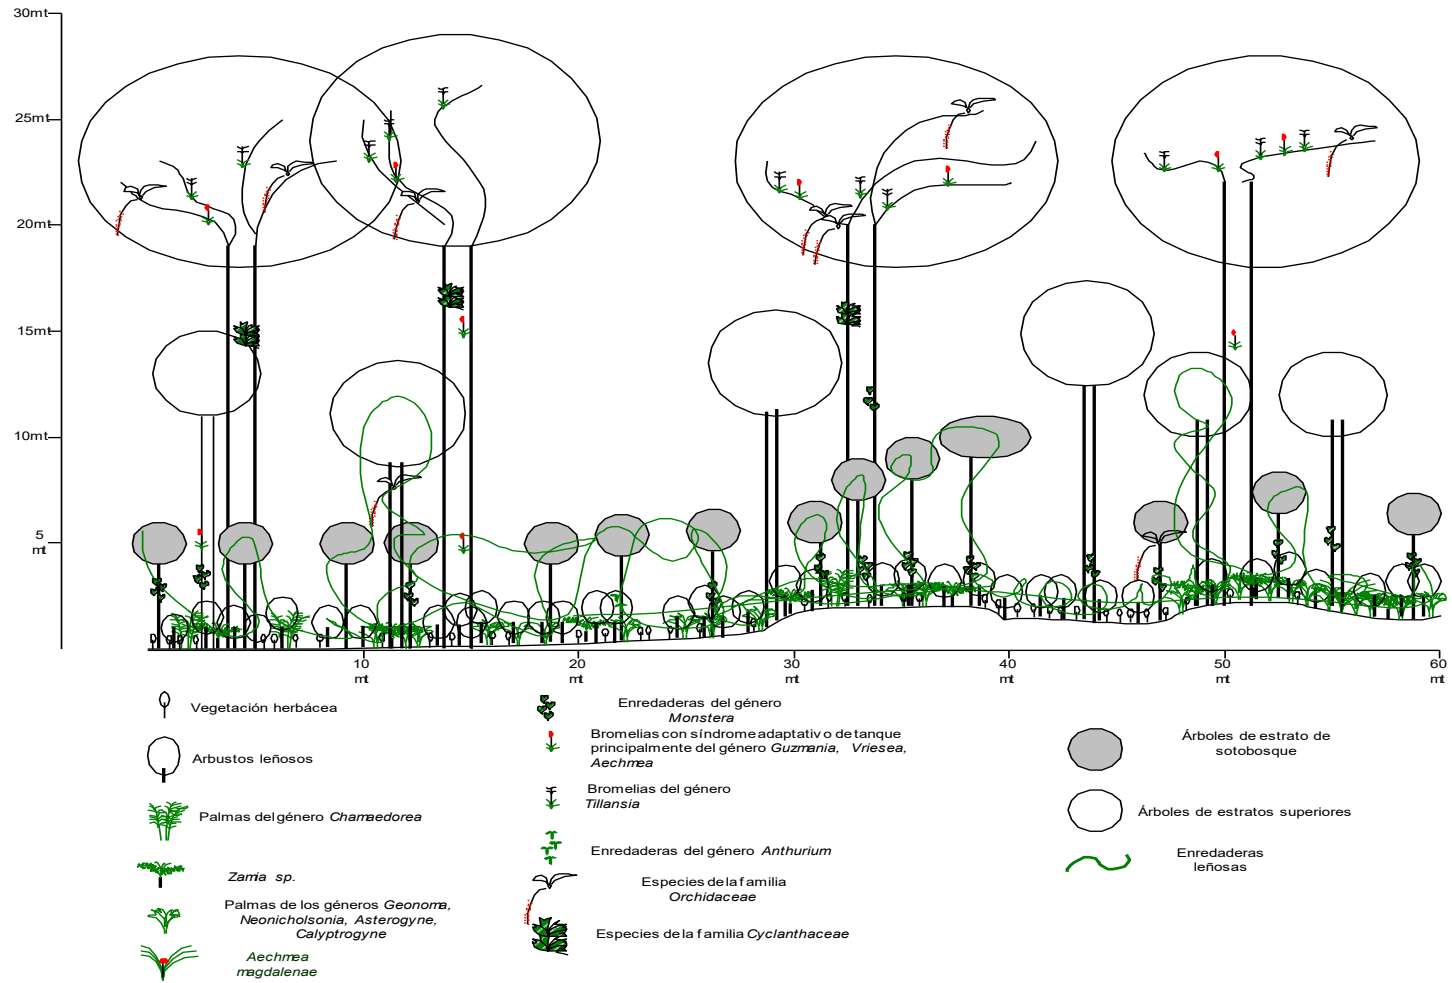 30mt
25mt
20mt
15mt
10mt
5
mt
10
mt
20
mt
30
mt
40
mt
50
mt
60
mt
Vegetación herbácea
Arbustos leñosos
Palmas del género Chamaedorea
Zamia sp.
Palmas de los géneros Geonoma,
Neonicholsonia, Asterogyne,
Calyptrogyne
Aechmea
magdalenae
Enredaderas del género
Monstera
Bromelias con síndrome adaptativo de tanque
principalmente del género Guzmania, Vriesea,
Aechmea
Bromelias del género
Tillansia
Enredaderas del género Anthurium
Especies de la familia
Orchidaceae
Especies de la familia Cyclanthaceae
Árboles de estrato de
sotobosque
Árboles de estratos superiores
Enredaderas
leñosas